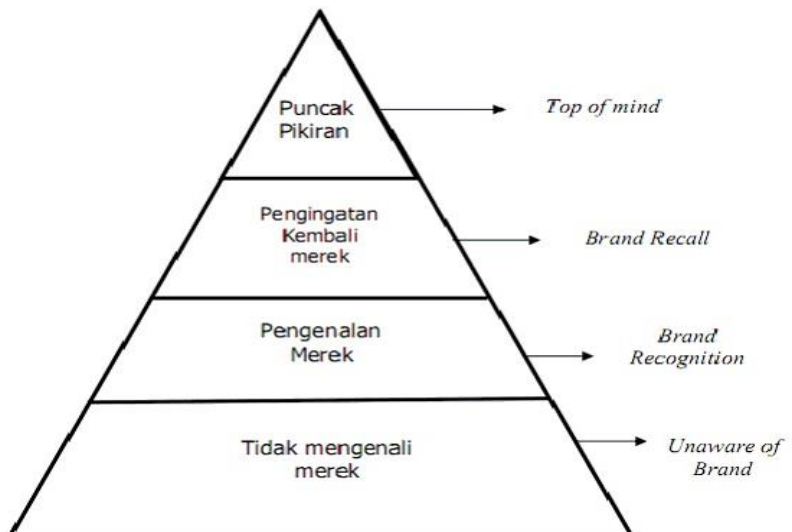 Puncak
Pikiran
Top of mind
Pengingatan
Kembali
merek
Brand Recall
Pengenalan
Merek
Brand
Recognition
Tidak mengenali
merek
Unaware of
Brand